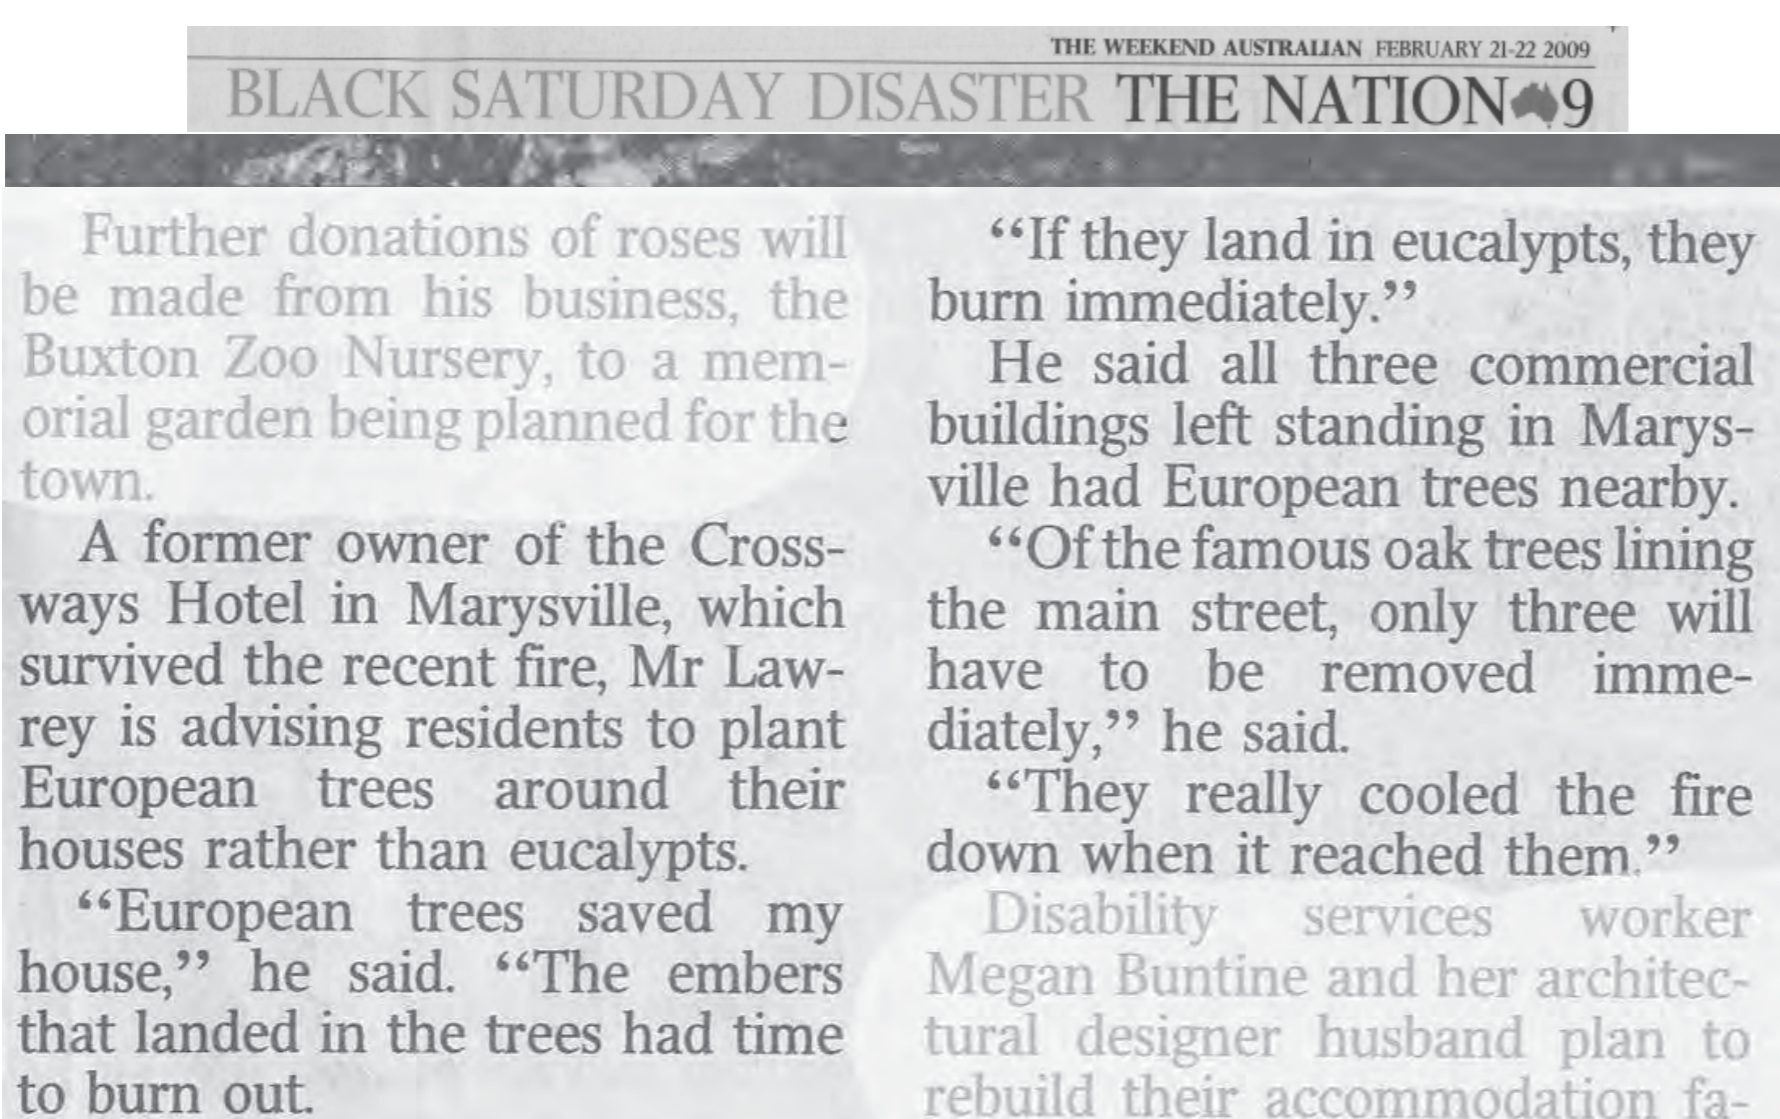 THE WEEKEND AUSTRALIAN FEBRUARY 21-22 2009
BLACK SATURDAY DISASTER THE NATION 9
Further donations of roses will
be made from his business, the
Buxton Zoo Nursery, to a mem-
orial garden being planned for the
town.
A former owner of the Cross-
ways Hotel in Marysville, which
survived the recent fire, Mr Law-
rey is advising residents to plant
European trees around their
houses rather than eucalypts.
“European trees saved my
house,” he said. “The embers
that landed in the trees had time
to burn out.
“If they land in eucalypts, they
burn immediately.”
He said all three commercial
buildings left standing in Marys-
ville had European trees nearby.
“Of the famous oak trees lining
the main street, only three will
have to be removed imme-
diately,” he said.
“They really cooled the fire
down when it reached them.”
Disability services worker
Megan Buntine and her architec-
tural designer husband plan to
rebuild their accommodation fa-